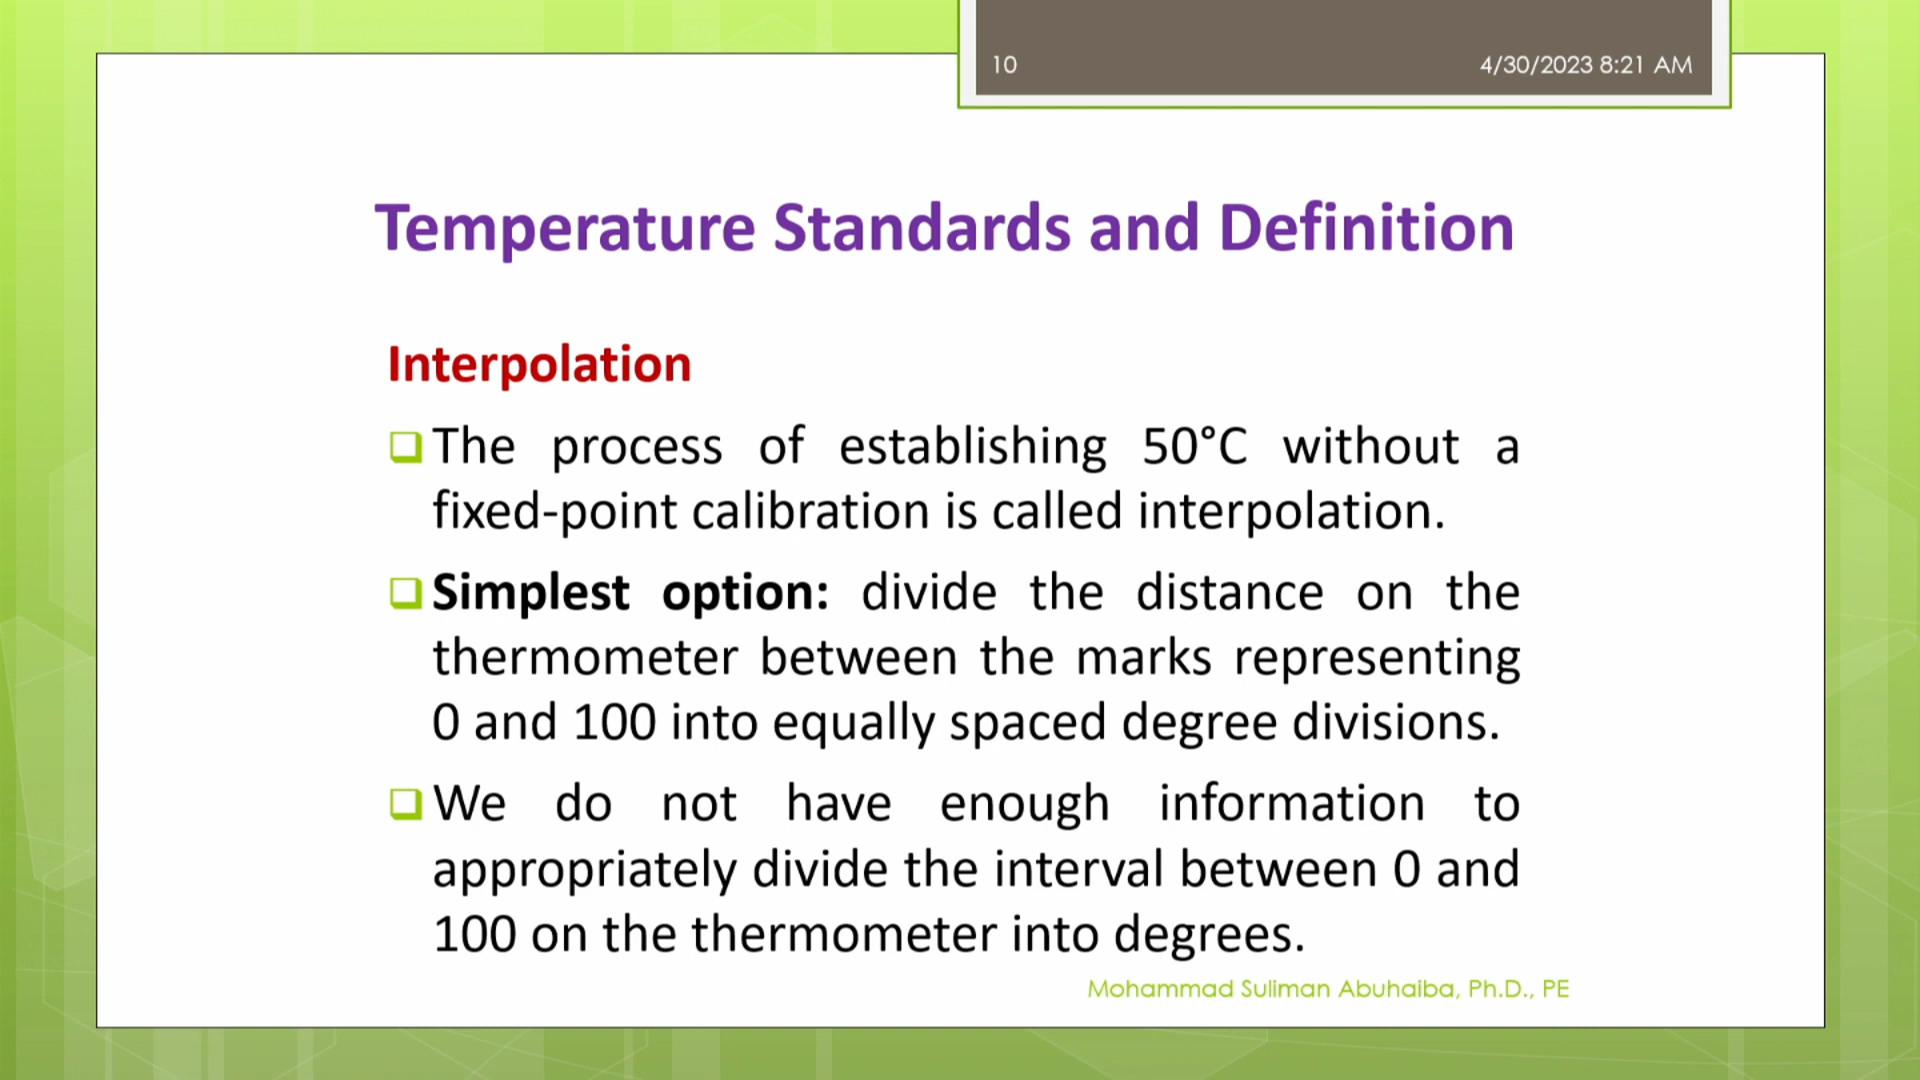 10
4/30/2023 8:21 AM
Temperature Standards and Definition
Interpolation
The process of establishing 50°C without a
fixed-point calibration is called interpolation.
Simplest option: divide the distance on the
thermometer between the marks representing
0 and 100 into equally spaced degree divisions.
We do not have enough information to
appropriately divide the interval between 0 and
100 on the thermometer into degrees.
Mohammad Suliman Abuhaiba, Ph.D., PE